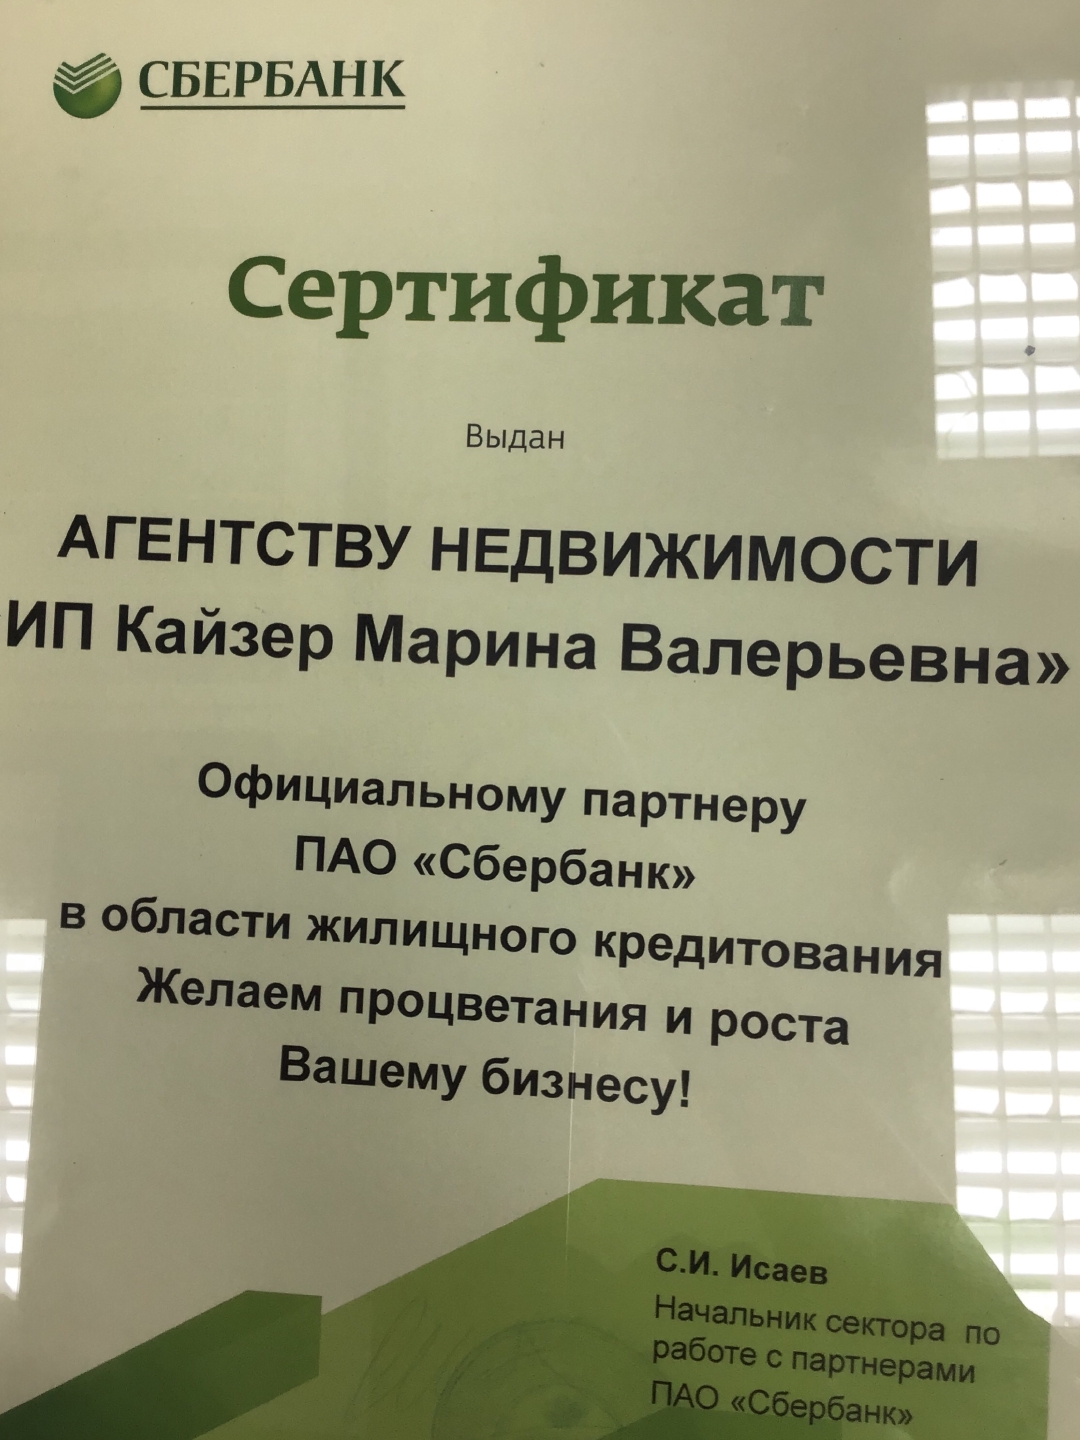 СБЕРБАНК
Сертификат
Выдан
АГЕНТСТВУ НЕДВИЖИМОСТИ
ИП Кайзер Марина Валерьевна»
Официальному партнеру
ПАО «Сбербанк»
в области жилищного кредитования
Желаем процветания и роста
Вашему бизнесу!
С.И. Исаев
Начальник сектора по
работе с партнерами
ПАО «Сбербанк»